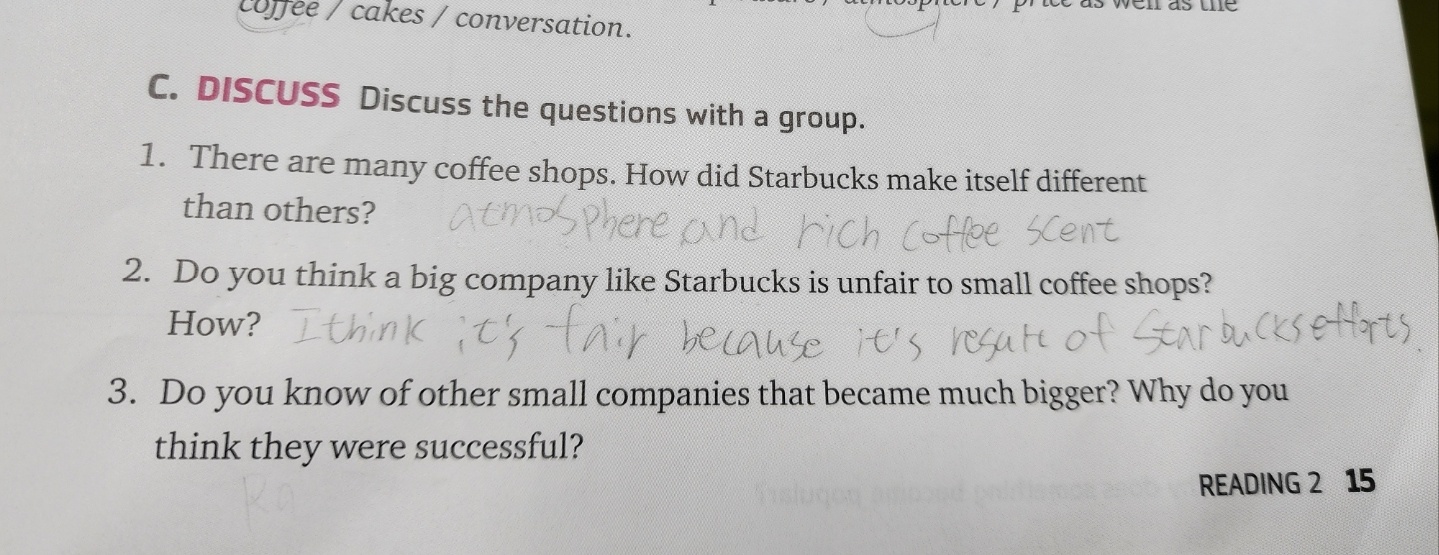 coffee / cakes / conversation.
price as well as the
C. DISCUSS Discuss the questions with a group.
1. There are many coffee shops. How did Starbucks make itself different
than others? atmosphere and rich coffee scent
2. Do you think a big company like Starbucks is unfair to small coffee shops?
How? I think it's fair because it's result of Starbucks efforts.
3. Do you know of other small companies that became much bigger? Why do you
think they were successful?
READING 2 15